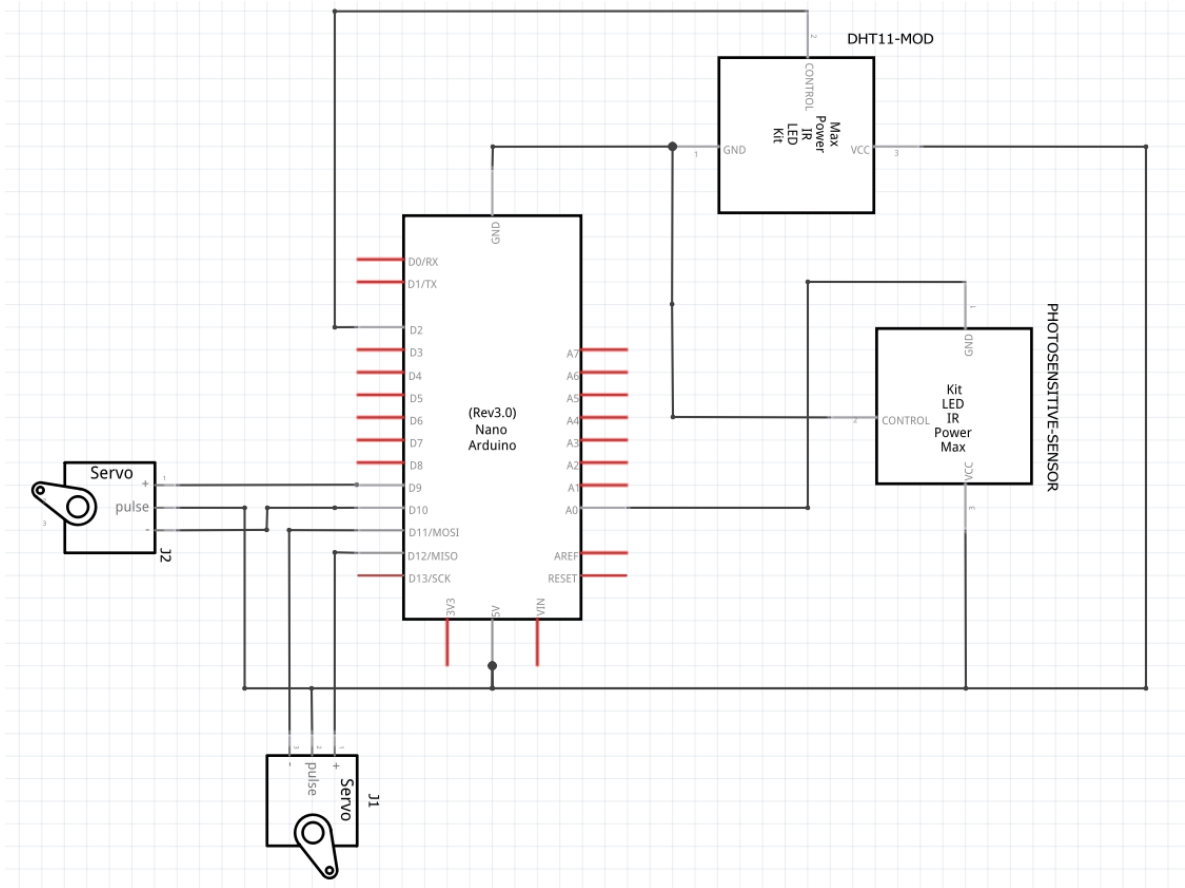 2
DHT11-MOD
CONTROL
Max
Power
IR
LED
Kit
1
GND
VCC
3
GND
D0/RX
D1/TX
D2
D3
D4
D5
D6
D7
D8
D9
D10
D11/MOSI
D12/MISO
D13/SCK
(Rev3.0)
Nano
Arduino
A7
A6
A5
A4
A3
A2
A1
A0
AREF
RESET
3V3
5V
VIN
1
GND
PHOTOSENSITIVE-SENSOR
Kit
LED
IR
Power
Max
2
CONTROL
VCC
3
Servo
+
1
pulse
-
3
J2
3
2
1
-
pulse
+
Servo
J1